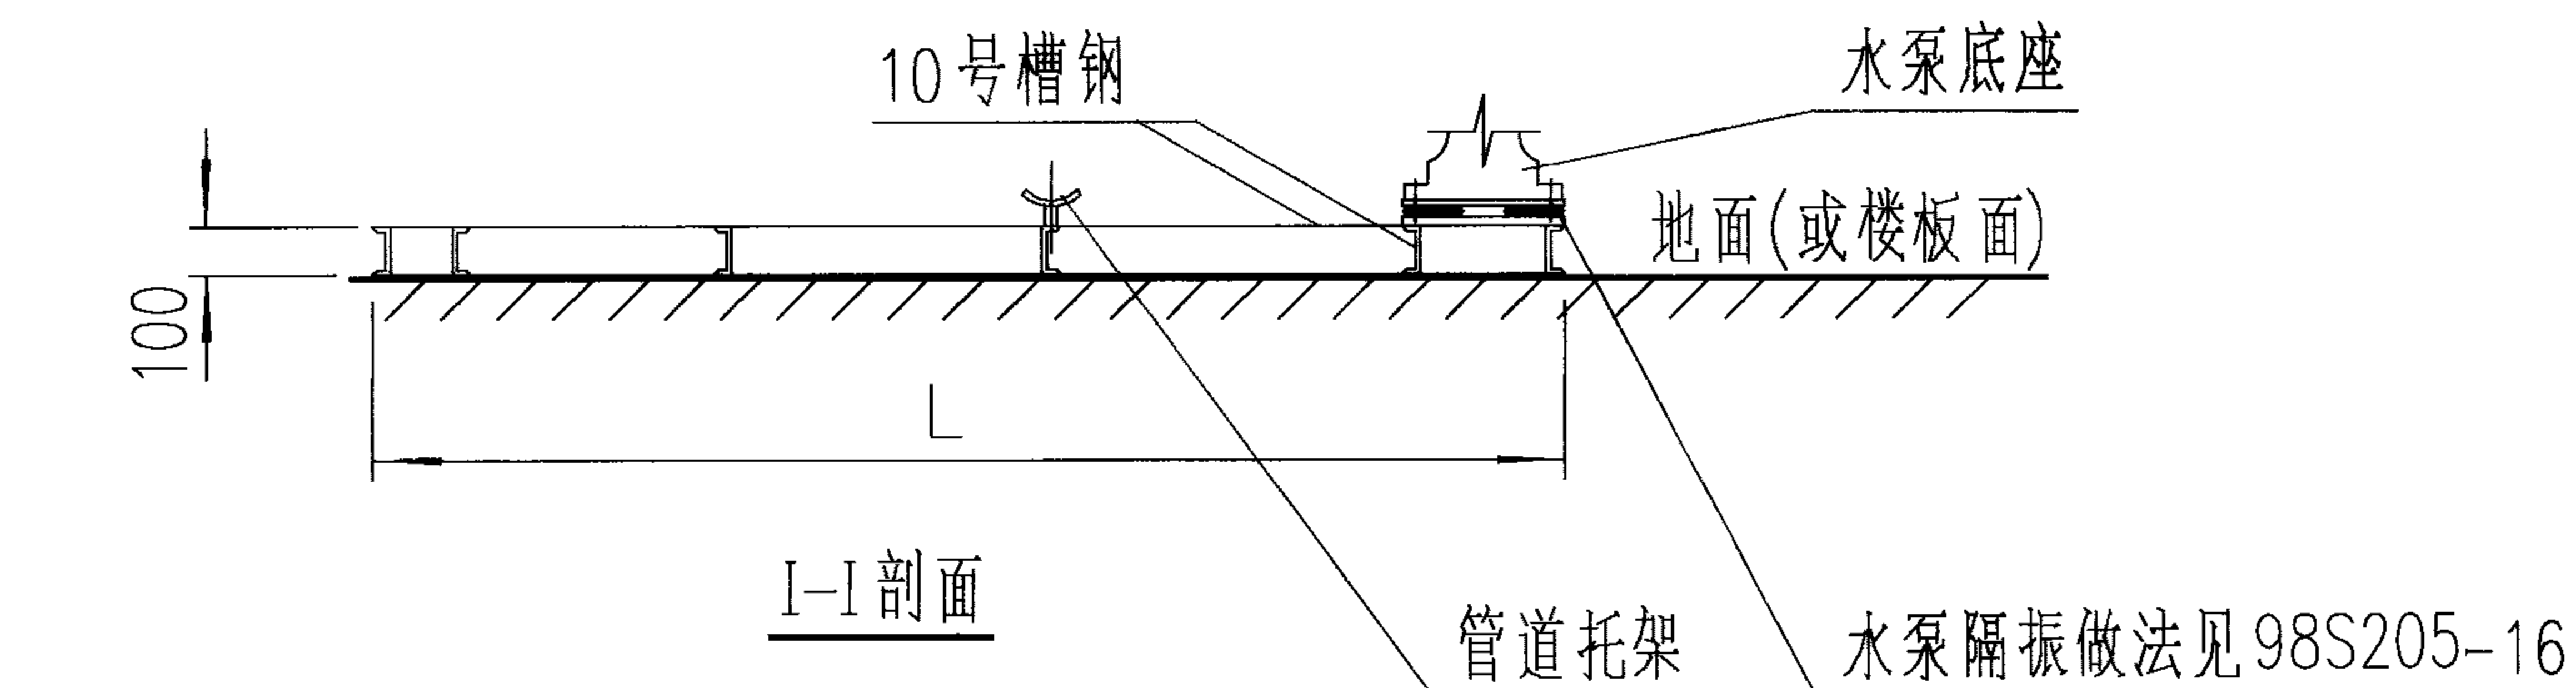 10号槽钢
水泵底座
地面(或楼板面)
100
L
I-I剖面
管道托架
水泵隔振做法见98S205-16